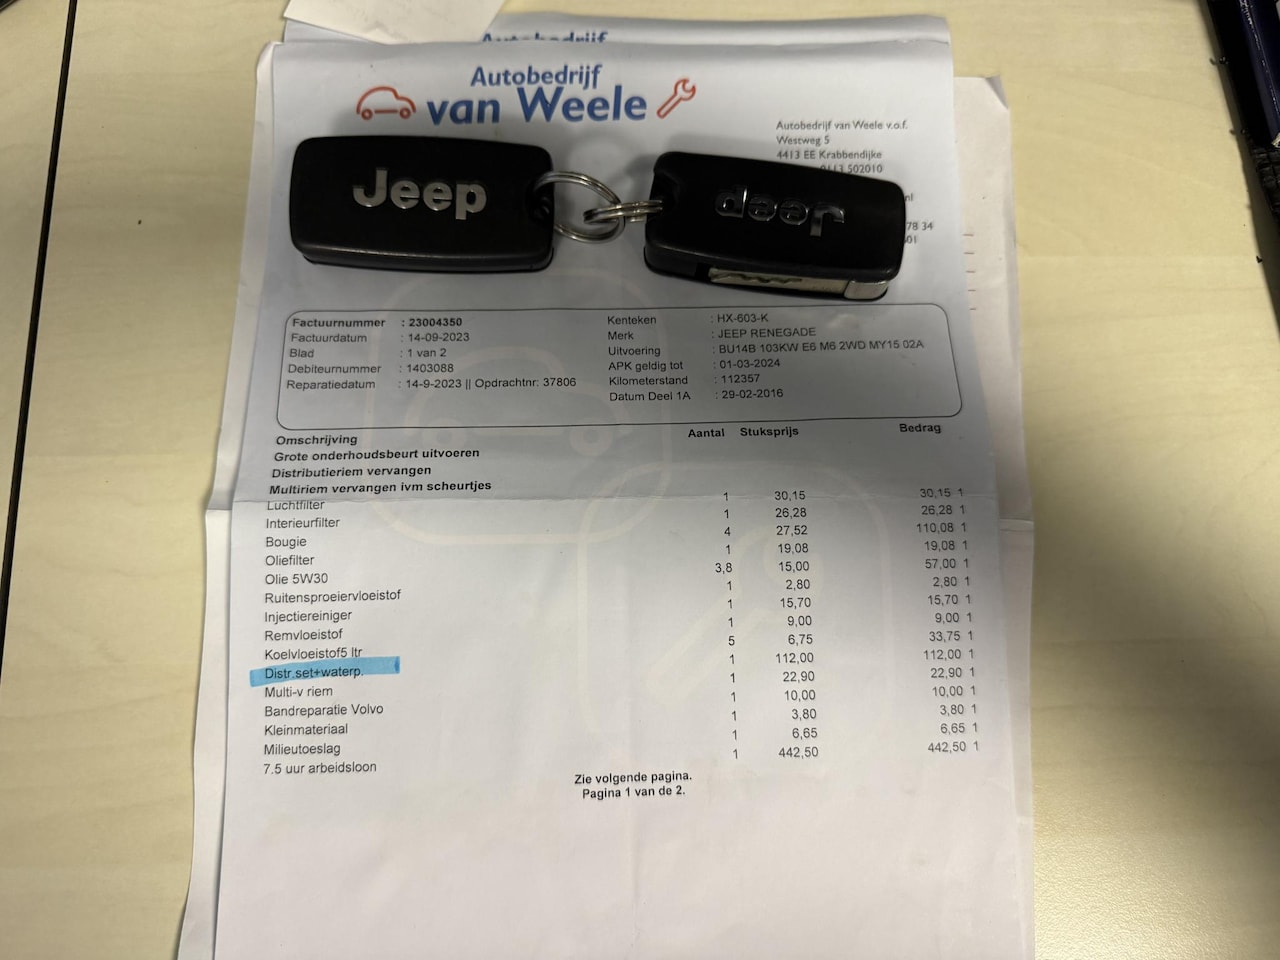 Autobedrijf
Autobedrijf
van Weele
Autobedrijf van Weele v.o.f.
Westweg 5
4413 EE Krabbendijke
0113 502010
nl
78 34
601
Jeep
Jeep
Factuurnummer : 23004350
Factuurdatum : 14-09-2023
Blad : 1 van 2
Debiteurnummer : 1403088
Reparatiedatum : 14-9-2023 || Opdrachtnr: 37806
Kenteken : HX-603-K
Merk : JEEP RENEGADE
Uitvoering : BU14B 103KW E6 M6 2WD MY15 02A
APK geldig tot : 01-03-2024
Kilometerstand : 112357
Datum Deel 1A : 29-02-2016
Omschrijving Aantal Stuksprijs Bedrag
Grote onderhoudsbeurt uitvoeren
Distributieriem vervangen
Multiriem vervangen ivm scheurtjes
Luchtfilter 1 30,15 30,15 1
Interieurfilter 1 26,28 26,28 1
Bougie 4 27,52 110,08 1
Oliefilter 1 19,08 19,08 1
Olie 5W30 3,8 15,00 57,00 1
Ruitensproeiervloeistof 1 2,80 2,80 1
Injectiereiniger 1 15,70 15,70 1
Remvloeistof 1 9,00 9,00 1
Koelvloeistof5 ltr 5 6,75 33,75 1
Distr.set+waterp. 1 112,00 112,00 1
Multi-v riem 1 22,90 22,90 1
Bandreparatie Volvo 1 10,00 10,00 1
Kleinmateriaal 1 3,80 3,80 1
Milieutoeslag 1 6,65 6,65 1
7.5 uur arbeidsloon 1 442,50 442,50 1
Zie volgende pagina.
Pagina 1 van de 2.